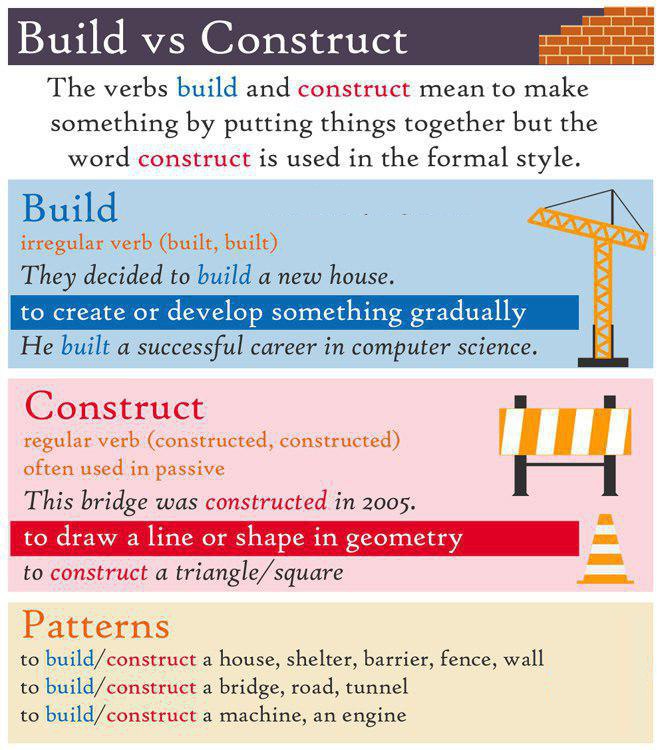 Build vs Construct
The verbs build and construct mean to make
something by putting things together but the
word construct is used in the formal style.
Build
irregular verb (built, built)
They decided to build a new house.
to create or develop something gradually
He built a successful career in computer science.
Construct
regular verb (constructed, constructed)
often used in passive
This bridge was constructed in 2005.
to draw a line or shape in geometry
to construct a triangle/square
Patterns
to build/construct a house, shelter, barrier, fence, wall
to build/construct a bridge, road, tunnel
to build/construct a machine, an engine